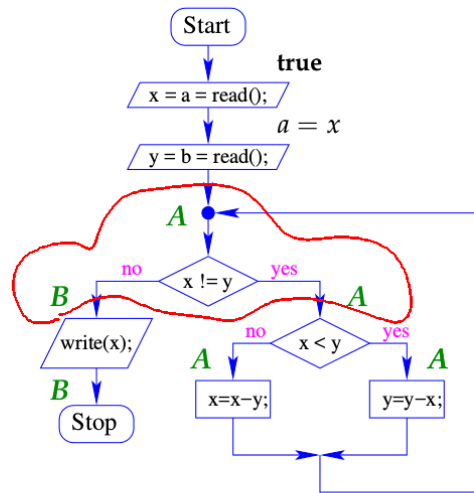 Start
true
x = a = read();
a = x
y = b = read();
A
no
x != y
yes
B
A
write(x);
no
x < y
yes
B
A
A
Stop
x=x−y;
y=y−x;